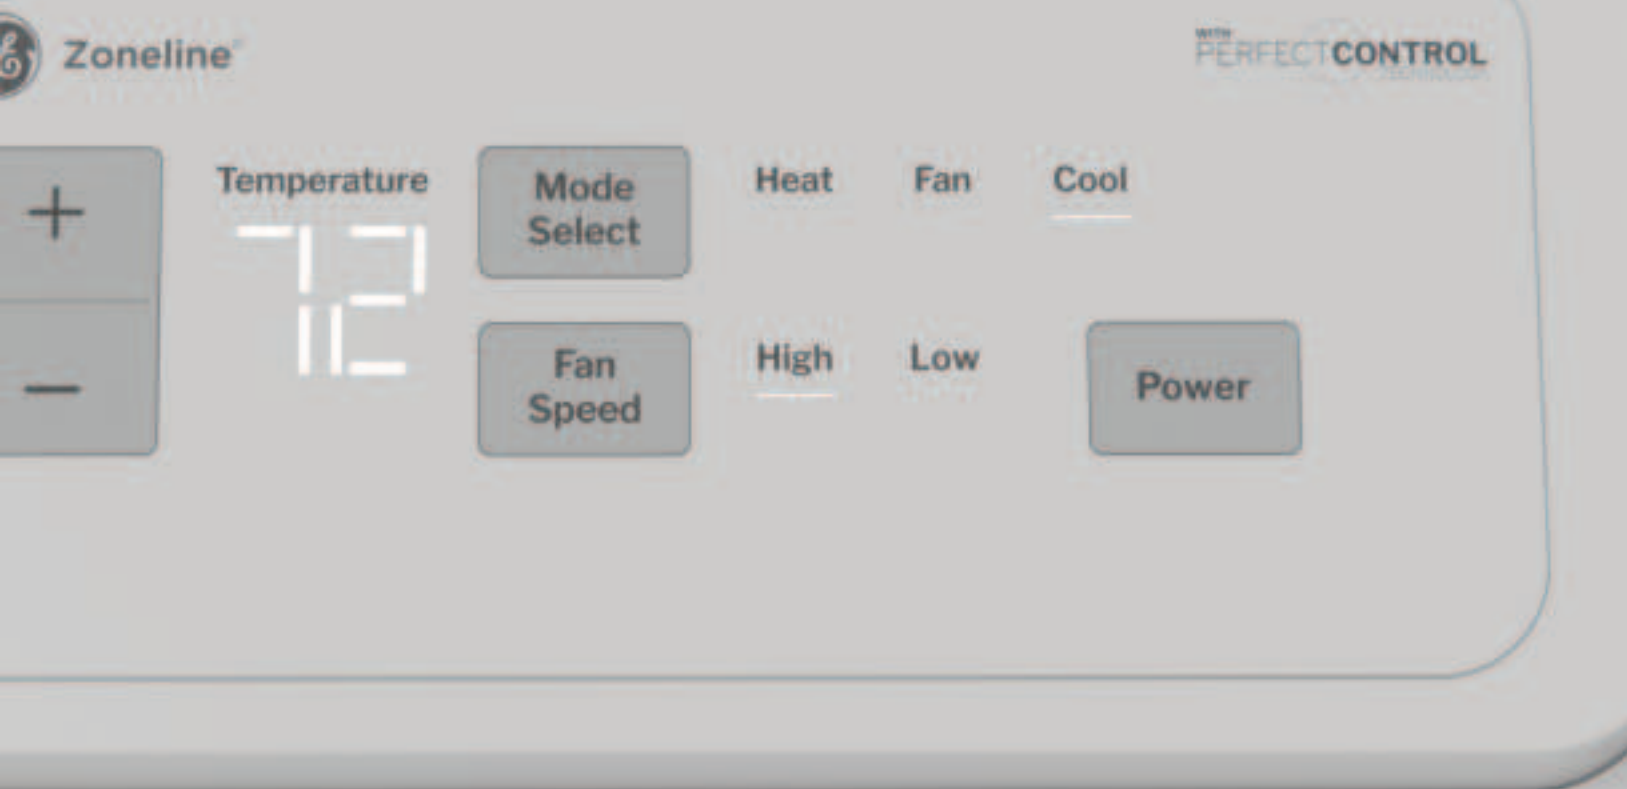 Zoneline
WITH
PERFECTCONTROL
+
Temperature
72
Mode
Select
Heat Fan Cool
−
Fan
Speed
High Low
Power